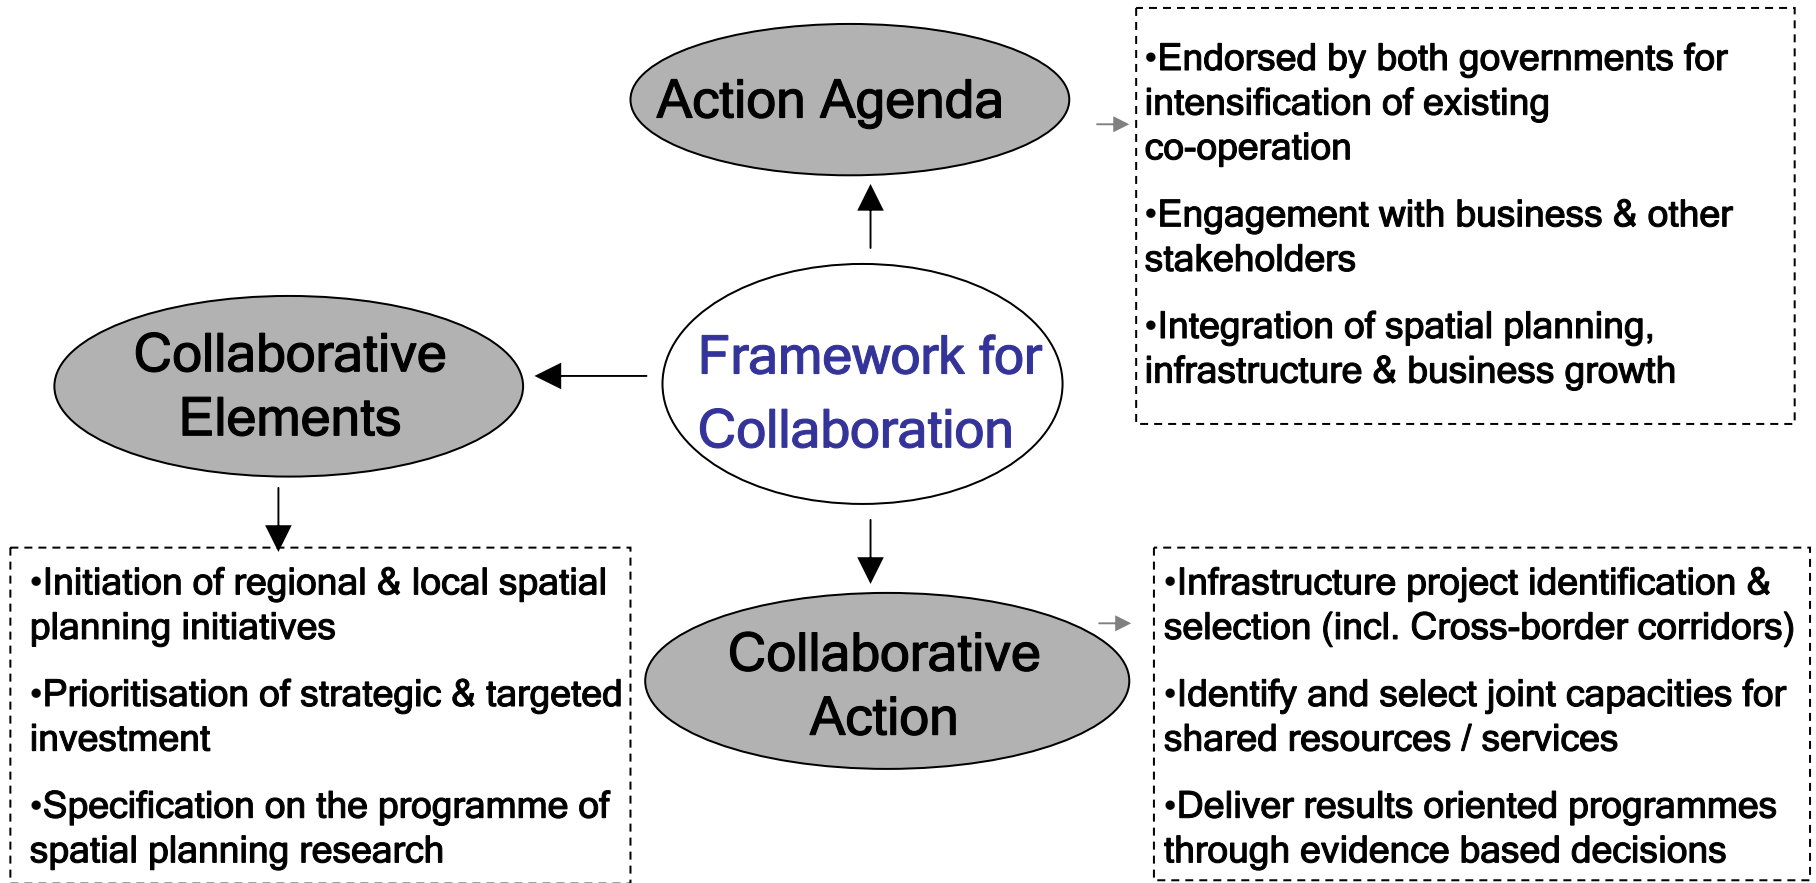 Action Agenda
•Endorsed by both governments for
intensification of existing
co-operation
•Engagement with business & other
stakeholders
•Integration of spatial planning,
infrastructure & business growth
Collaborative
Elements
Framework for
Collaboration
•Initiation of regional & local spatial
planning initiatives
•Prioritisation of strategic & targeted
investment
•Specification on the programme of
spatial planning research
Collaborative
Action
•Infrastructure project identification &
selection (incl. Cross-border corridors)
•Identify and select joint capacities for
shared resources / services
•Deliver results oriented programmes
through evidence based decisions